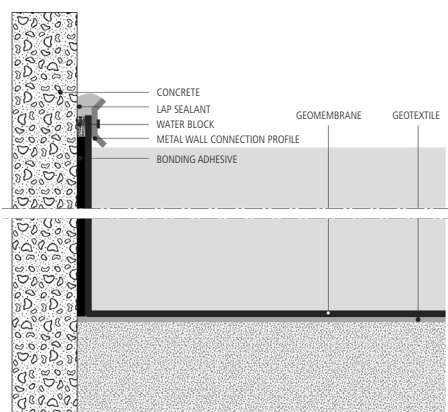 CONCRETE
LAP SEALANT
WATER BLOCK
METAL WALL CONNECTION PROFILE
BONDING ADHESIVE
GEOMEMBRANE
GEOTEXTILE